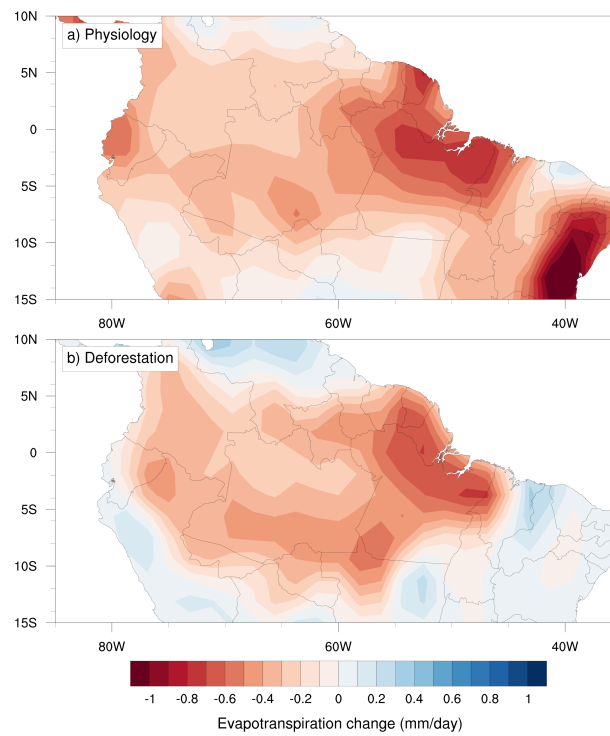 10N
a) Physiology
5N
0
5S
10S
15S
80W 60W 40W
10N
b) Deforestation
5N
0
5S
10S
15S
80W 60W 40W
-1 -0.8 -0.6 -0.4 -0.2 0 0.2 0.4 0.6 0.8 1
Evapotranspiration change (mm/day)